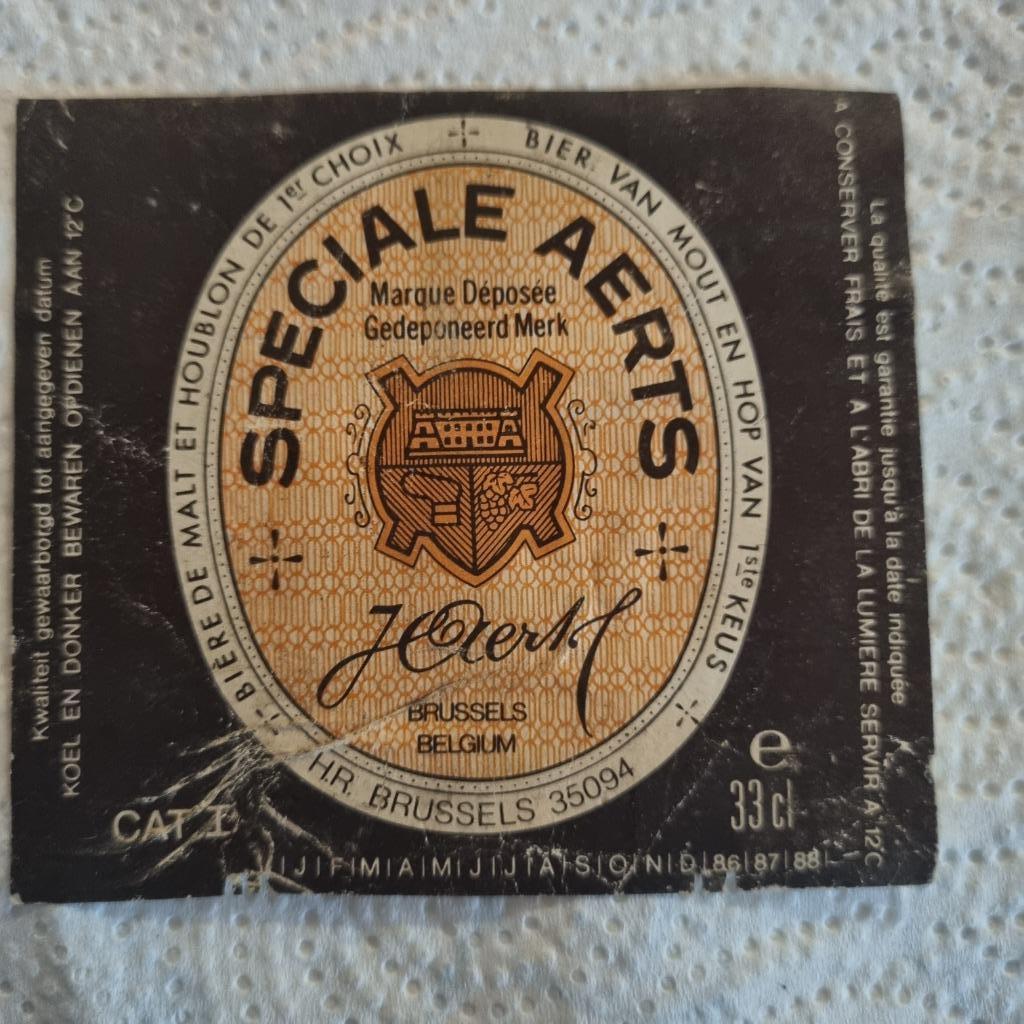 BIÈRE DE MALT ET HOUBLON DE 1er CHOIX
BIER VAN MOUT EN HOP VAN 1ste KEUS
SPECIALE AERTS
Marque Déposée
Gedeponeerd Merk
BRUSSELS
BELGIUM
HR. BRUSSELS 35094
Kwaliteit gewaarborgd tot aangegeven datum
KOEL EN DONKER BEWAREN OPDIENEN AAN 12°C
La qualité est garantie jusqu'à la date indiquée
A CONSERVER FRAIS ET A L'ABRI DE LA LUMIERE SERVIR A 12°C
CAT.I
e
33 cl
J|F|M|A|M|J|J|A|S|O|N|D|86|87|88|